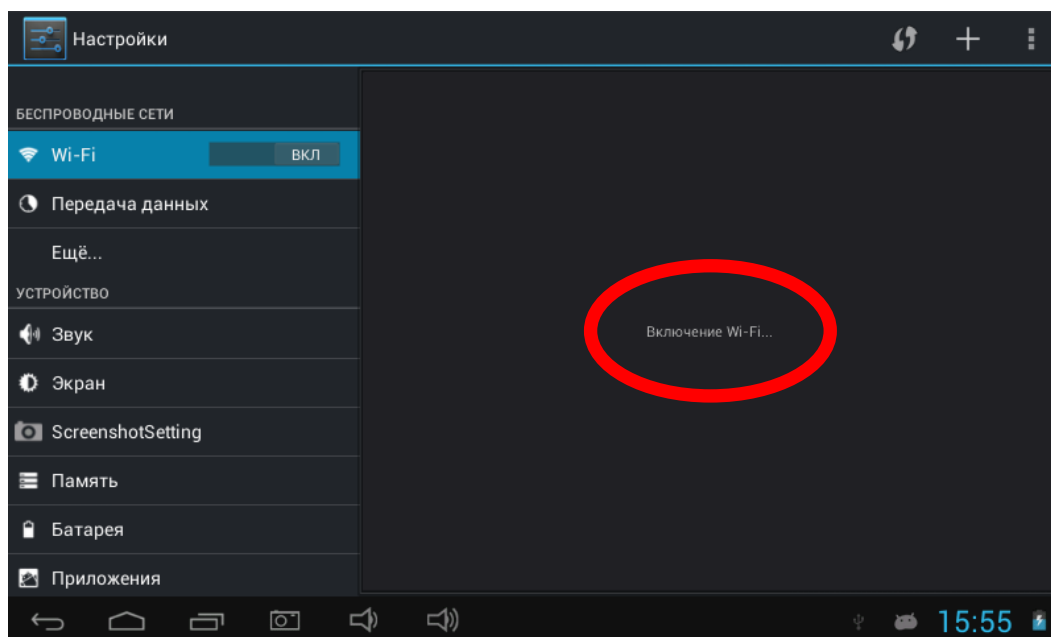 Настройки
БЕСПРОВОДНЫЕ СЕТИ
Wi-Fi ВКЛ
Передача данных
Ещё...
УСТРОЙСТВО
Звук
Экран
ScreenshotSetting
Память
Батарея
Приложения
Включение Wi-Fi...
15:55